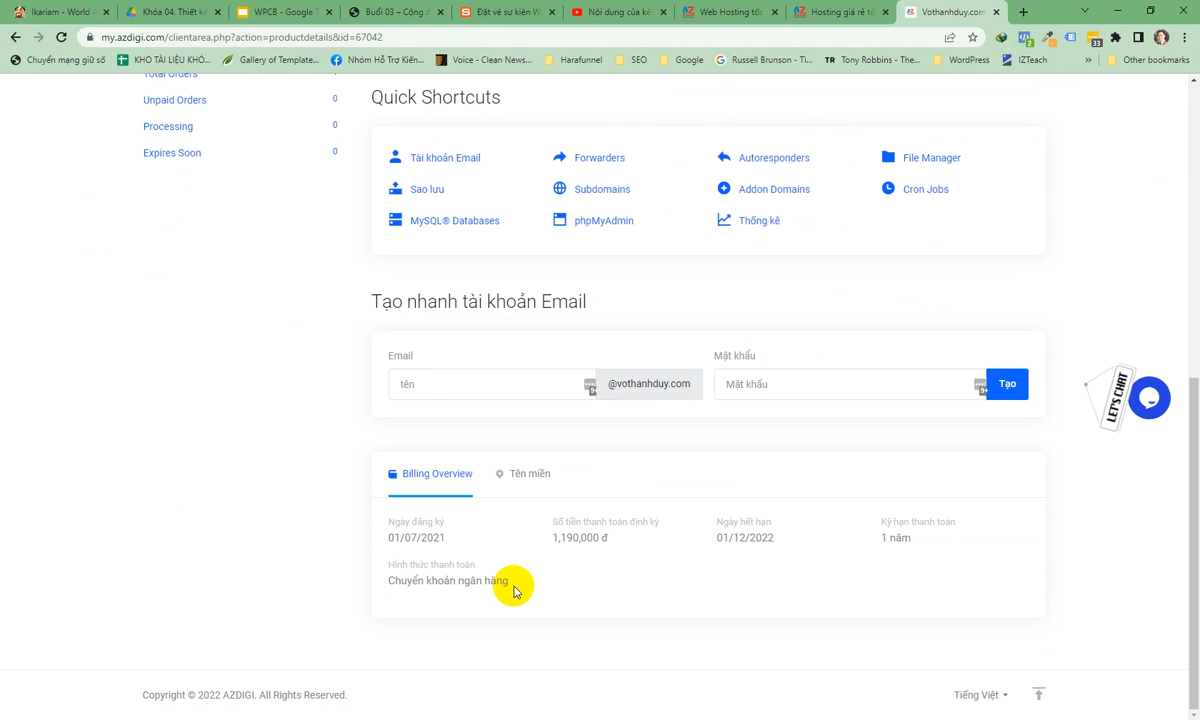 Ikariam - World
Khóa 04. Thiết kế
WPCB - Google
Buổi 03 – Cộng
Đặt vé sự kiện W
Nội dung của
Web Hosting tốc
Hosting giá rẻ tố
Vothanhduy.com
my.azdigi.com/clientarea.php?action=productdetails&id=67042
Chuyển mạng giữ số
KHO TÀI LIỆU KHÓ...
Gallery of Template...
Nhóm Hỗ Trợ Kiến...
Voice - Clean News...
Harafunnel
SEO
Google
Russell Brunson - Ti...
Tony Robbins - The...
WordPress
IZTeach
»
Other bookmarks
Total Orders
Unpaid Orders 0
Processing 0
Expires Soon 0
Quick Shortcuts
Tài khoản Email
Forwarders
Autoresponders
File Manager
Sao lưu
Subdomains
Addon Domains
Cron Jobs
MySQL® Databases
phpMyAdmin
Thống kê
Tạo nhanh tài khoản Email
Email
Mật khẩu
tên
@vothanhduy.com
Mật khẩu
Tạo
LET'S CHAT
Billing Overview
Tên miền
Ngày đăng ký
Số tiền thanh toán định kỳ
Ngày hết hạn
Kỳ hạn thanh toán
01/07/2021
1,190,000 đ
01/12/2022
1 năm
Hình thức thanh toán
Chuyển khoản ngân hàng
Copyright © 2022 AZDIGI. All Rights Reserved.
Tiếng Việt